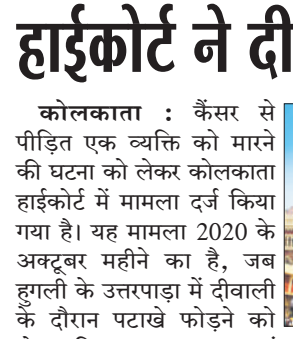 हाईकोर्ट ने दी
कोलकाता : कैंसर से
पीड़ित एक व्यक्ति को मारने
की घटना को लेकर कोलकाता
हाईकोर्ट में मामला दर्ज किया
गया है। यह मामला 2020 के
अक्टूबर महीने का है, जब
हुगली के उत्तरपाड़ा में दीवाली
के दौरान पटाखे फोड़ने को